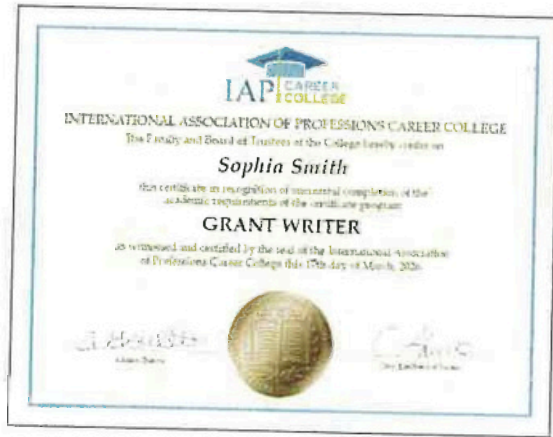 IAP CAREER
COLLEGE
INTERNATIONAL ASSOCIATION OF PROFESSIONS CAREER COLLEGE
The Faculty and Board of Trustees of the College hereby confer on
Sophia Smith
this certificate in recognition of successful completion of the
academic requirements of the certificate program
GRANT WRITER
as witnessed and certified by the seal of the International Association
of Professions Career College this 17th day of March,